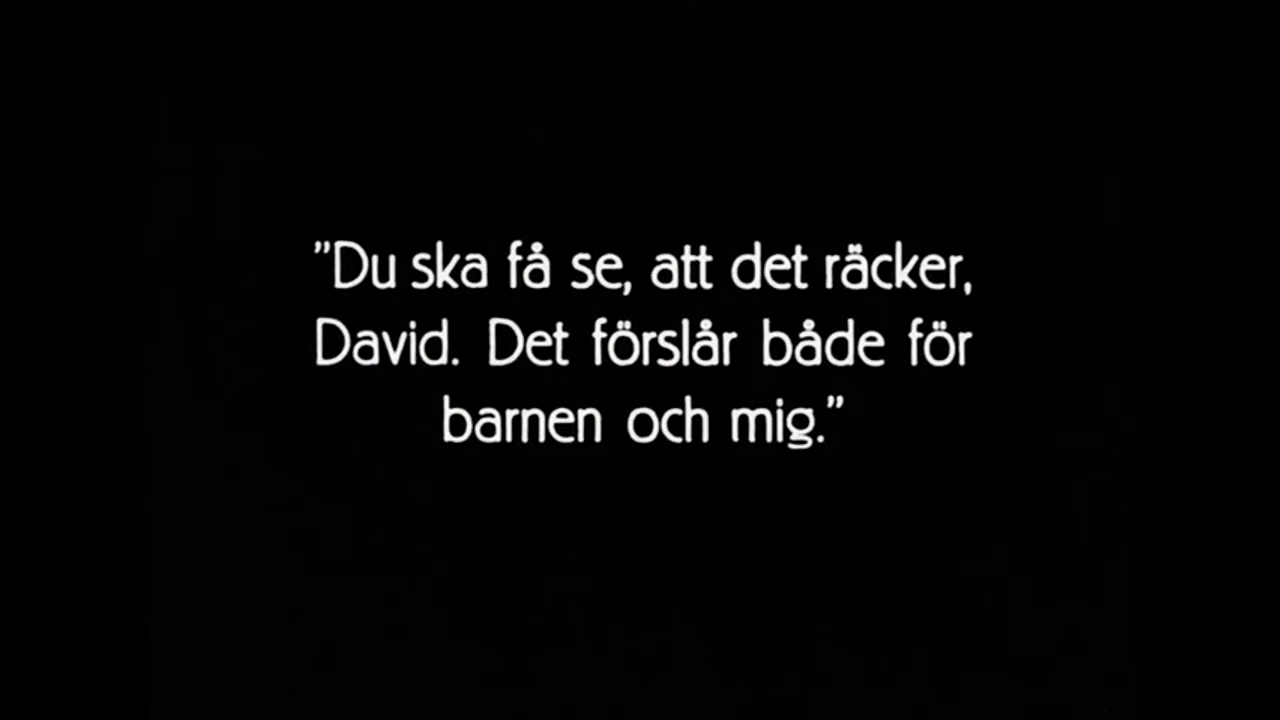 ”Du ska få se, att det räcker,
David. Det förslår både för
barnen och mig.”